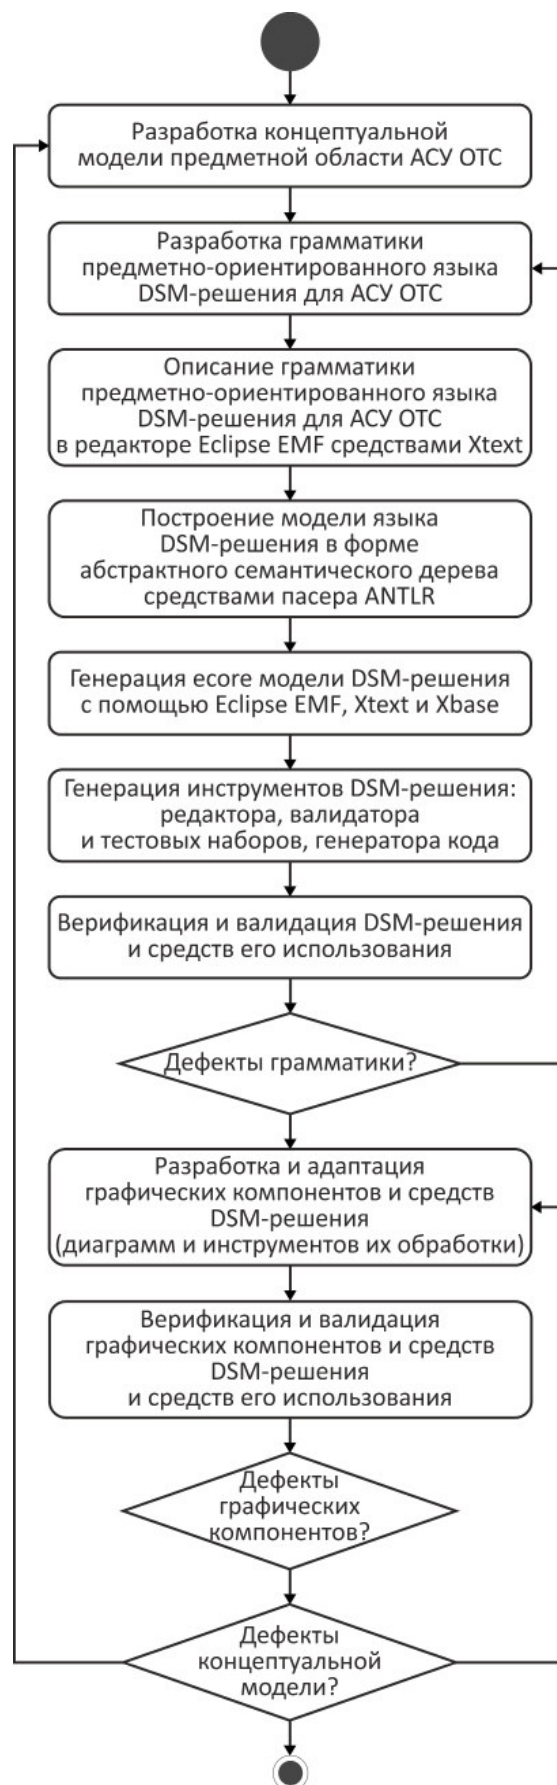 Разработка концептуальной
модели предметной области АСУ ОТС
Разработка грамматики
предметно-ориентированного языка
DSM-решения для АСУ ОТС
Описание грамматики
предметно-ориентированного языка
DSM-решения для АСУ ОТС
в редакторе Eclipse EMF средствами Xtext
Построение модели языка
DSM-решения в форме
абстрактного семантического дерева
средствами пасера ANTLR
Генерация ecore модели DSM-решения
с помощью Eclipse EMF, Xtext и Xbase
Генерация инструментов DSM-решения:
редактора, валидатора
и тестовых наборов, генератора кода
Верификация и валидация DSM-решения
и средств его использования
Дефекты грамматики?
Разработка и адаптация
графических компонентов и средств
DSM-решения
(диаграмм и инструментов их обработки)
Верификация и валидация
графических компонентов и средств
DSM-решения
и средств его использования
Дефекты
графических
компонентов?
Дефекты
концептуальной
модели?